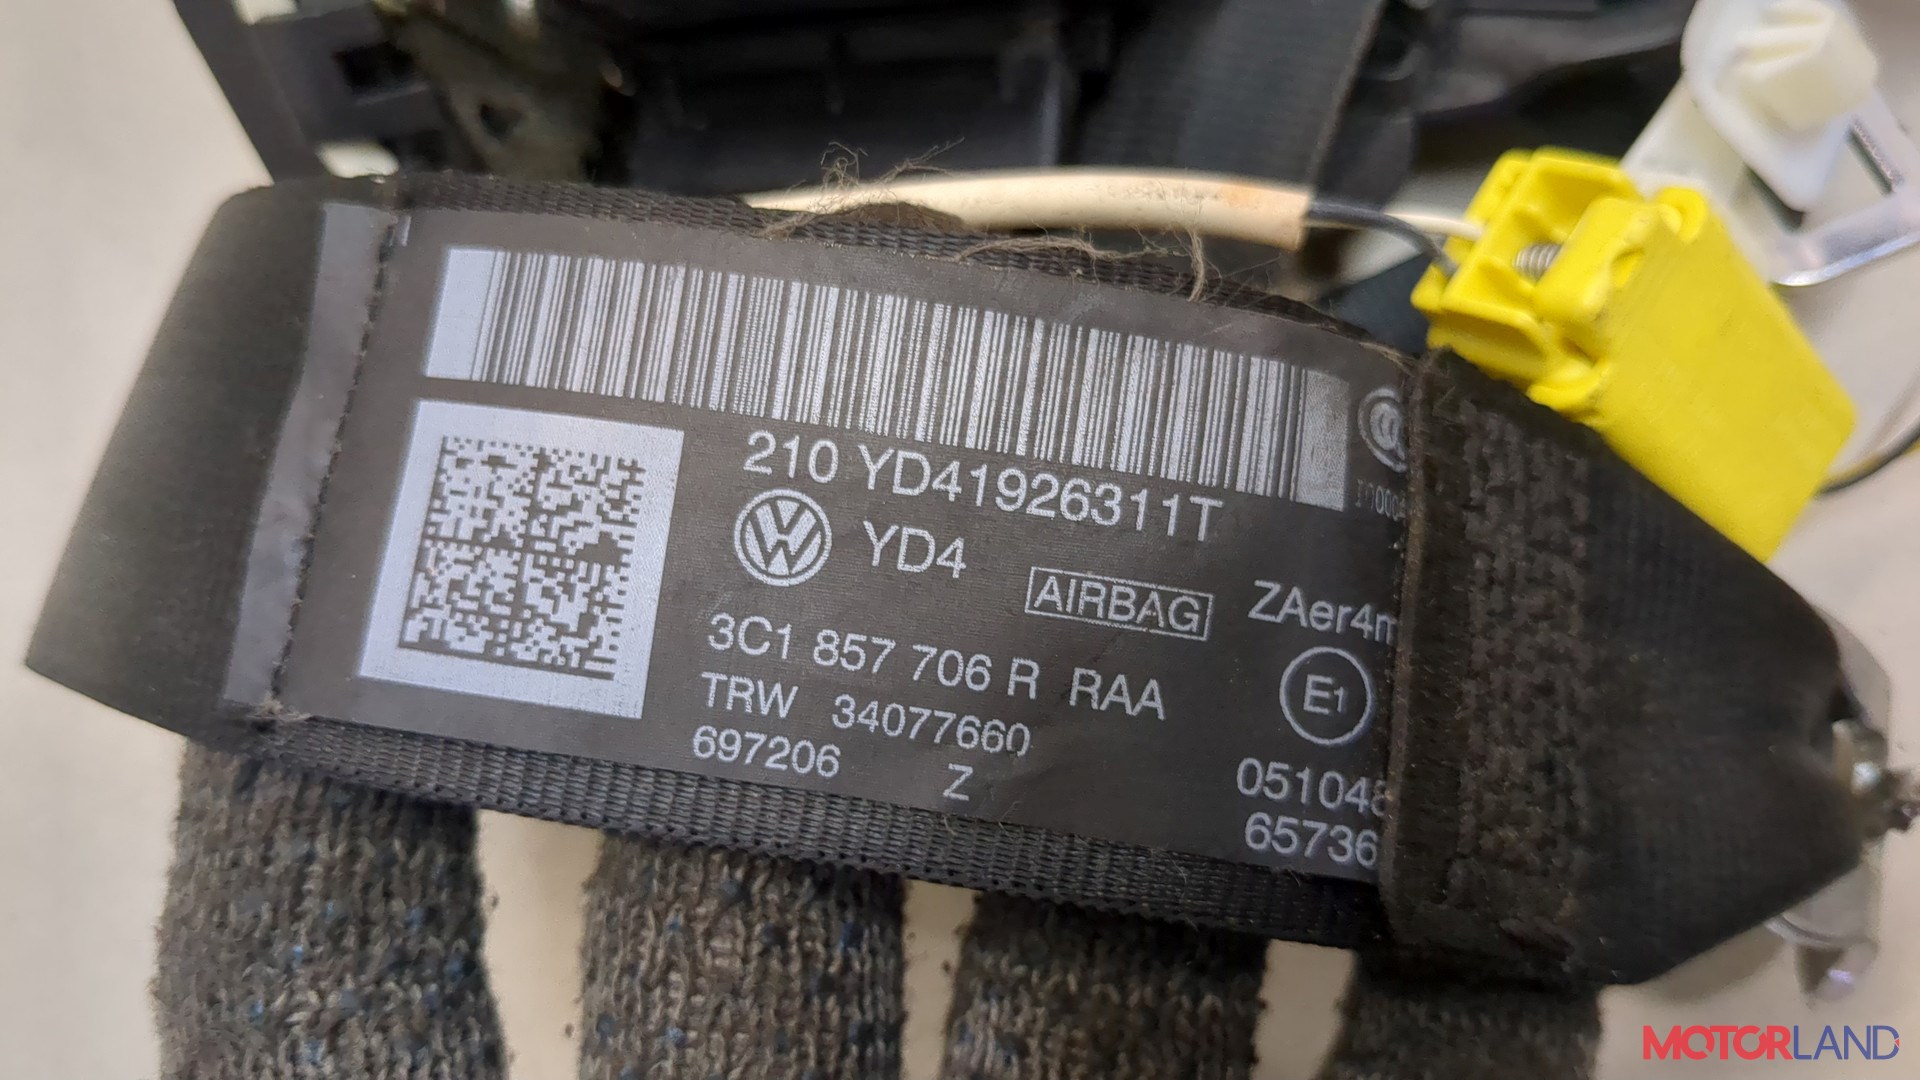 210 YD41926311T
YD4
AIRBAG
ZAer4m
3C1 857 706 R RAA
E1
TRW 34077660
697206
Z
051048
65736
MOTORLAND